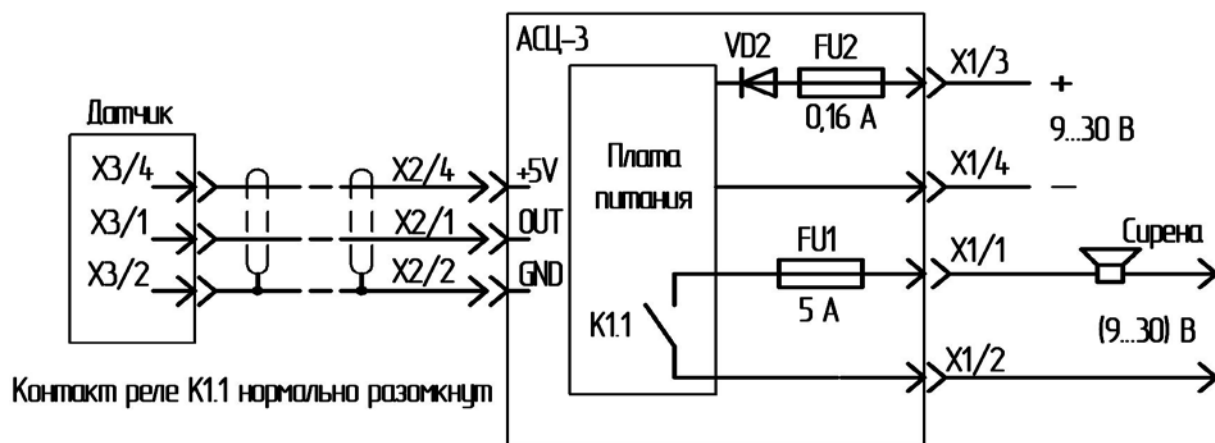 АСЦ-3
VD2
FU2
X1/3
+
0,16 А
9...30 В
Датчик
X3/4
X2/4
+5V
Плата
питания
X1/4
—
X3/1
X2/1
OUT
FU1
X1/1
Сирена
X3/2
X2/2
GND
5 А
K1.1
(9...30) В
X1/2
Контакт реле К1.1 нормально разомкнут